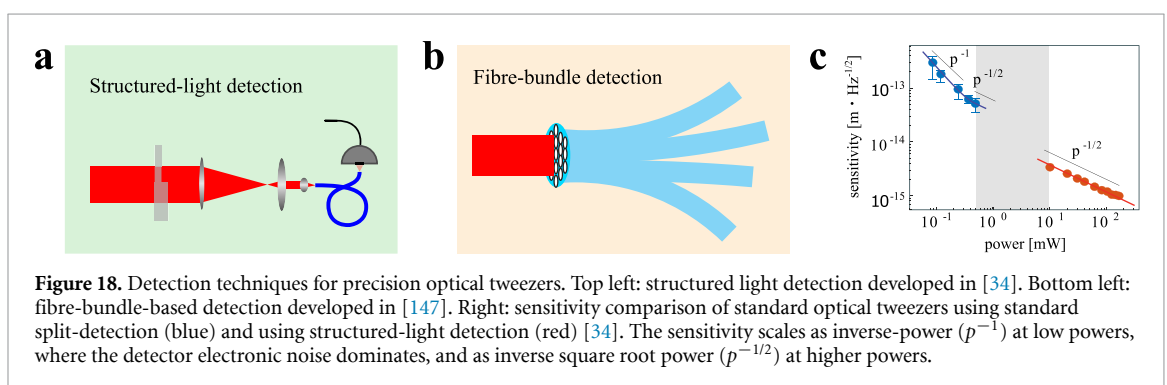 a
Structured-light detection
b
Fibre-bundle detection
c
sensitivity [m · Hz^-1/2]
10^-13
10^-14
10^-15
p^-1
p^-1/2
p^-1/2
10^-1
10^0
10^1
10^2
power [mW]
Figure 18. Detection techniques for precision optical tweezers. Top left: structured light detection developed in [34]. Bottom left:
fibre-bundle-based detection developed in [147]. Right: sensitivity comparison of standard optical tweezers using standard
split-detection (blue) and using structured-light detection (red) [34]. The sensitivity scales as inverse-power (p^−1) at low powers,
where the detector electronic noise dominates, and as inverse square root power (p^−1/2) at higher powers.